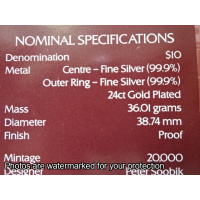 NOMINAL SPECIFICATIONS
Denomination $10
Metal Centre – Fine Silver (99.9%)
Outer Ring – Fine Silver (99.9%)
24ct Gold Plated
Mass 36.01 grams
Diameter 38.74 mm
Finish Proof
Mintage 20,000
Photos are watermarked for your protection
Designer Peter Soobik